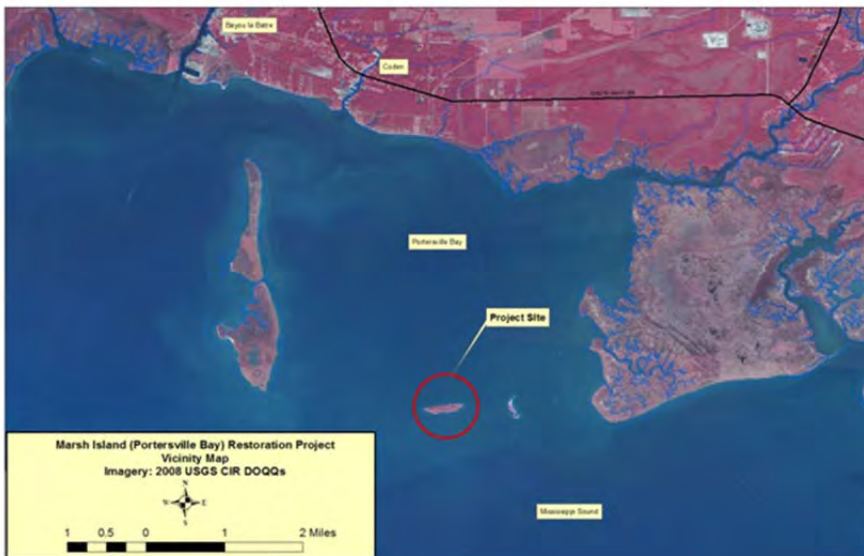 Bayou la Batre
Coden
Portersville Bay
Project Site
Mississippi Sound
Marsh Island (Portersville Bay) Restoration Project
Vicinity Map
Imagery: 2008 USGS CIR DOQQs
N
W E
S
1 0.5 0 1 2 Miles